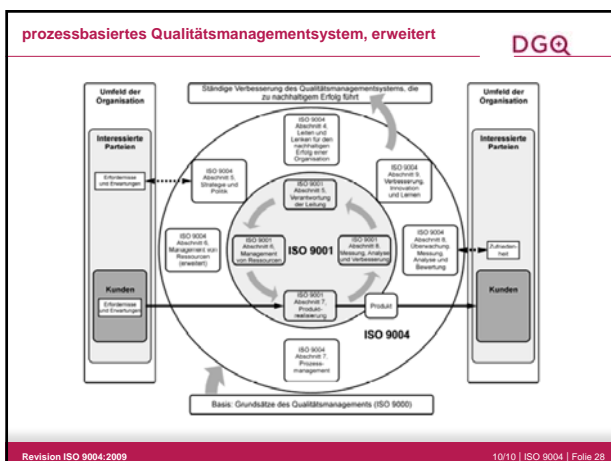 prozessbasiertes Qualitätsmanagementsystem, erweitert
DGQ
Umfeld der
Organisation
Interessierte
Parteien
Erfordernisse
und Erwartungen
Kunden
Erfordernisse
und Erwartungen
Ständige Verbesserung des Qualitätsmanagementsystems, die
zu nachhaltigem Erfolg führt
ISO 9004
Abschnitt 4,
Leiten und
Lenken für den
nachhaltigen
Erfolg einer
Organisation
ISO 9004
Abschnitt 5,
Strategie und
Politik
ISO 9004
Abschnitt 9,
Verbesserung,
Innovation
und Lernen
ISO 9001
Abschnitt 5,
Verantwortung
der Leitung
ISO 9004
Abschnitt 6,
Management von
Ressourcen
(erweitert)
ISO 9001
Abschnitt 6,
Management
von Ressourcen
ISO 9001
ISO 9001
Abschnitt 8,
Messung, Analyse
und Verbesserung
ISO 9004
Abschnitt 8,
Überwachung,
Messung,
Analyse und
Bewertung
ISO 9001
Abschnitt 7,
Produkt-
realisierung
Produkt
ISO 9004
ISO 9004
Abschnitt 7,
Prozess-
management
Basis: Grundsätze des Qualitätsmanagements (ISO 9000)
Umfeld der
Organisation
Interessierte
Parteien
Zufrieden-
heit
Kunden
Revision ISO 9004:2009
10/10 | ISO 9004 | Folie 28